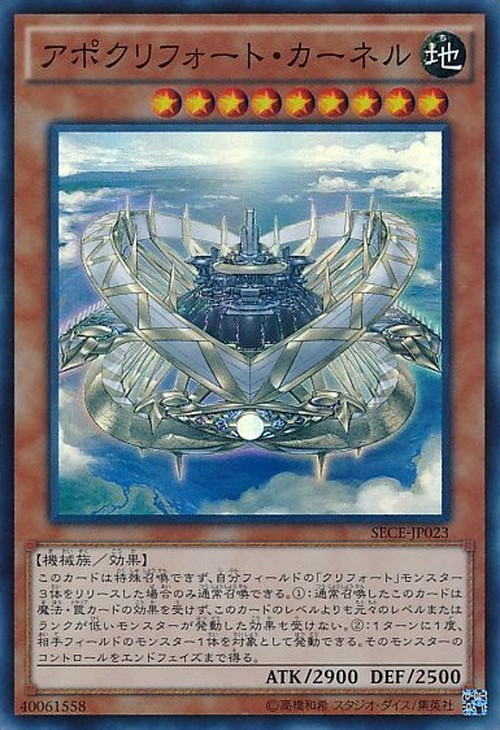 アポクリフォート・カーネル
地
SECE-JP023
【機械族／効果】
このカードは特殊召喚できず、自分フィールドの「クリフォート」モンスター
３体をリリースした場合のみ通常召喚できる。①：通常召喚したこのカードは
魔法・罠カードの効果を受けず、このカードのレベルよりも元々のレベルまたは
ランクが低いモンスターが発動した効果も受けない。②：１ターンに１度、
相手フィールドのモンスター１体を対象として発動できる。そのモンスターの
コントロールをエンドフェイズまで得る。
ATK/2900 DEF/2500
40061558
©高橋和希 スタジオ・ダイス/集英社